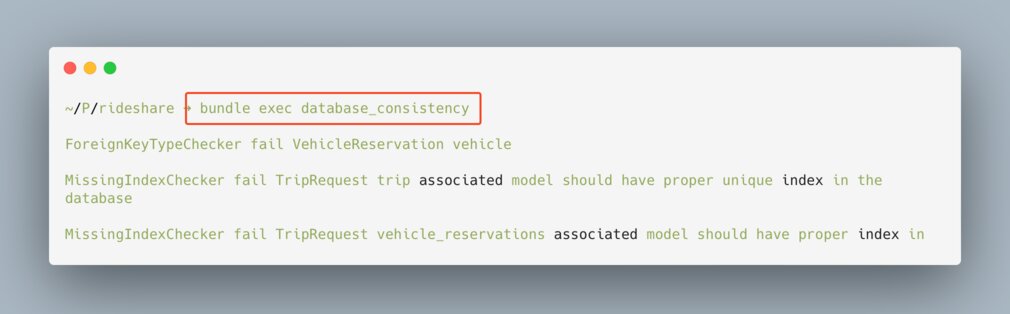 ~/P/rideshare → bundle exec database_consistency
ForeignKeyTypeChecker fail VehicleReservation vehicle
MissingIndexChecker fail TripRequest trip associated model should have proper unique index in the
database
MissingIndexChecker fail TripRequest vehicle_reservations associated model should have proper index in